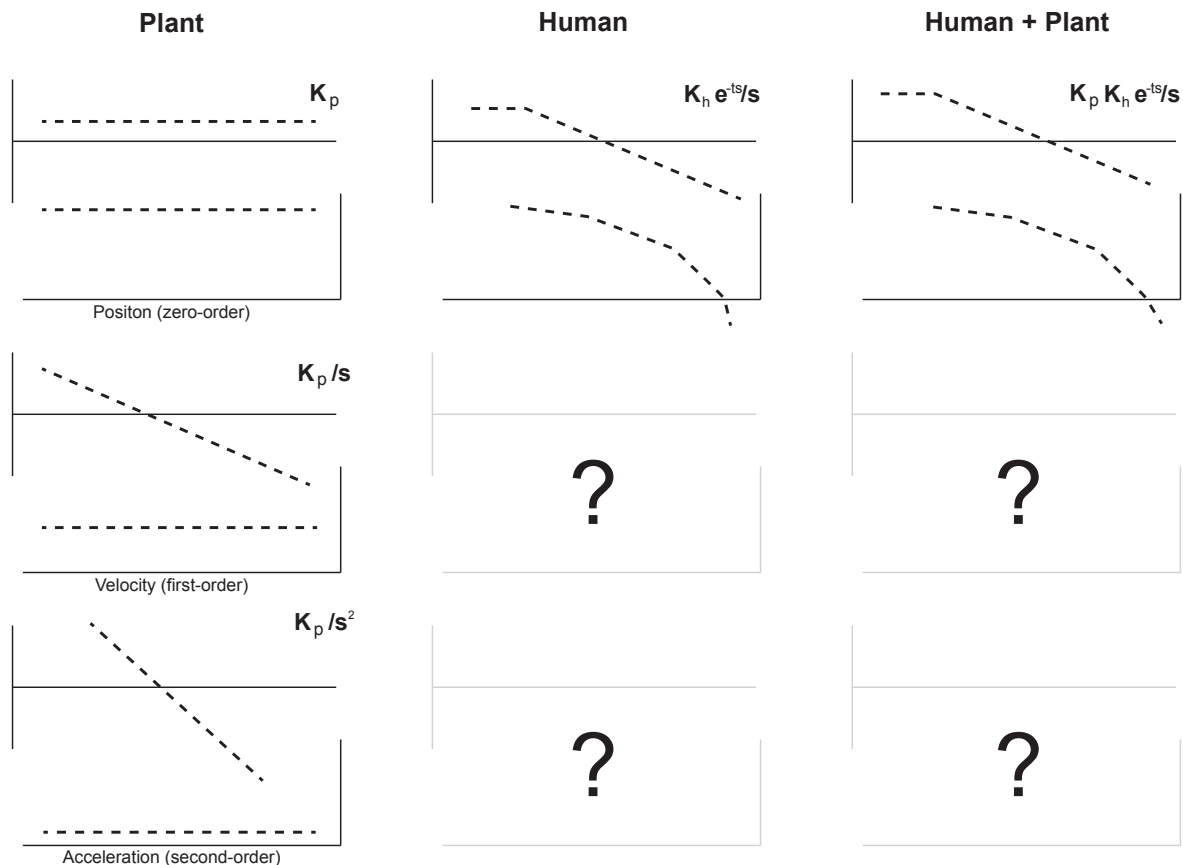 Plant Human Human + Plant
Kp Kh e-ts/s Kp Kh e-ts/s
Positon (zero-order)
Kp /s
? ?
Velocity (first-order)
Kp /s²
? ?
Acceleration (second-order)